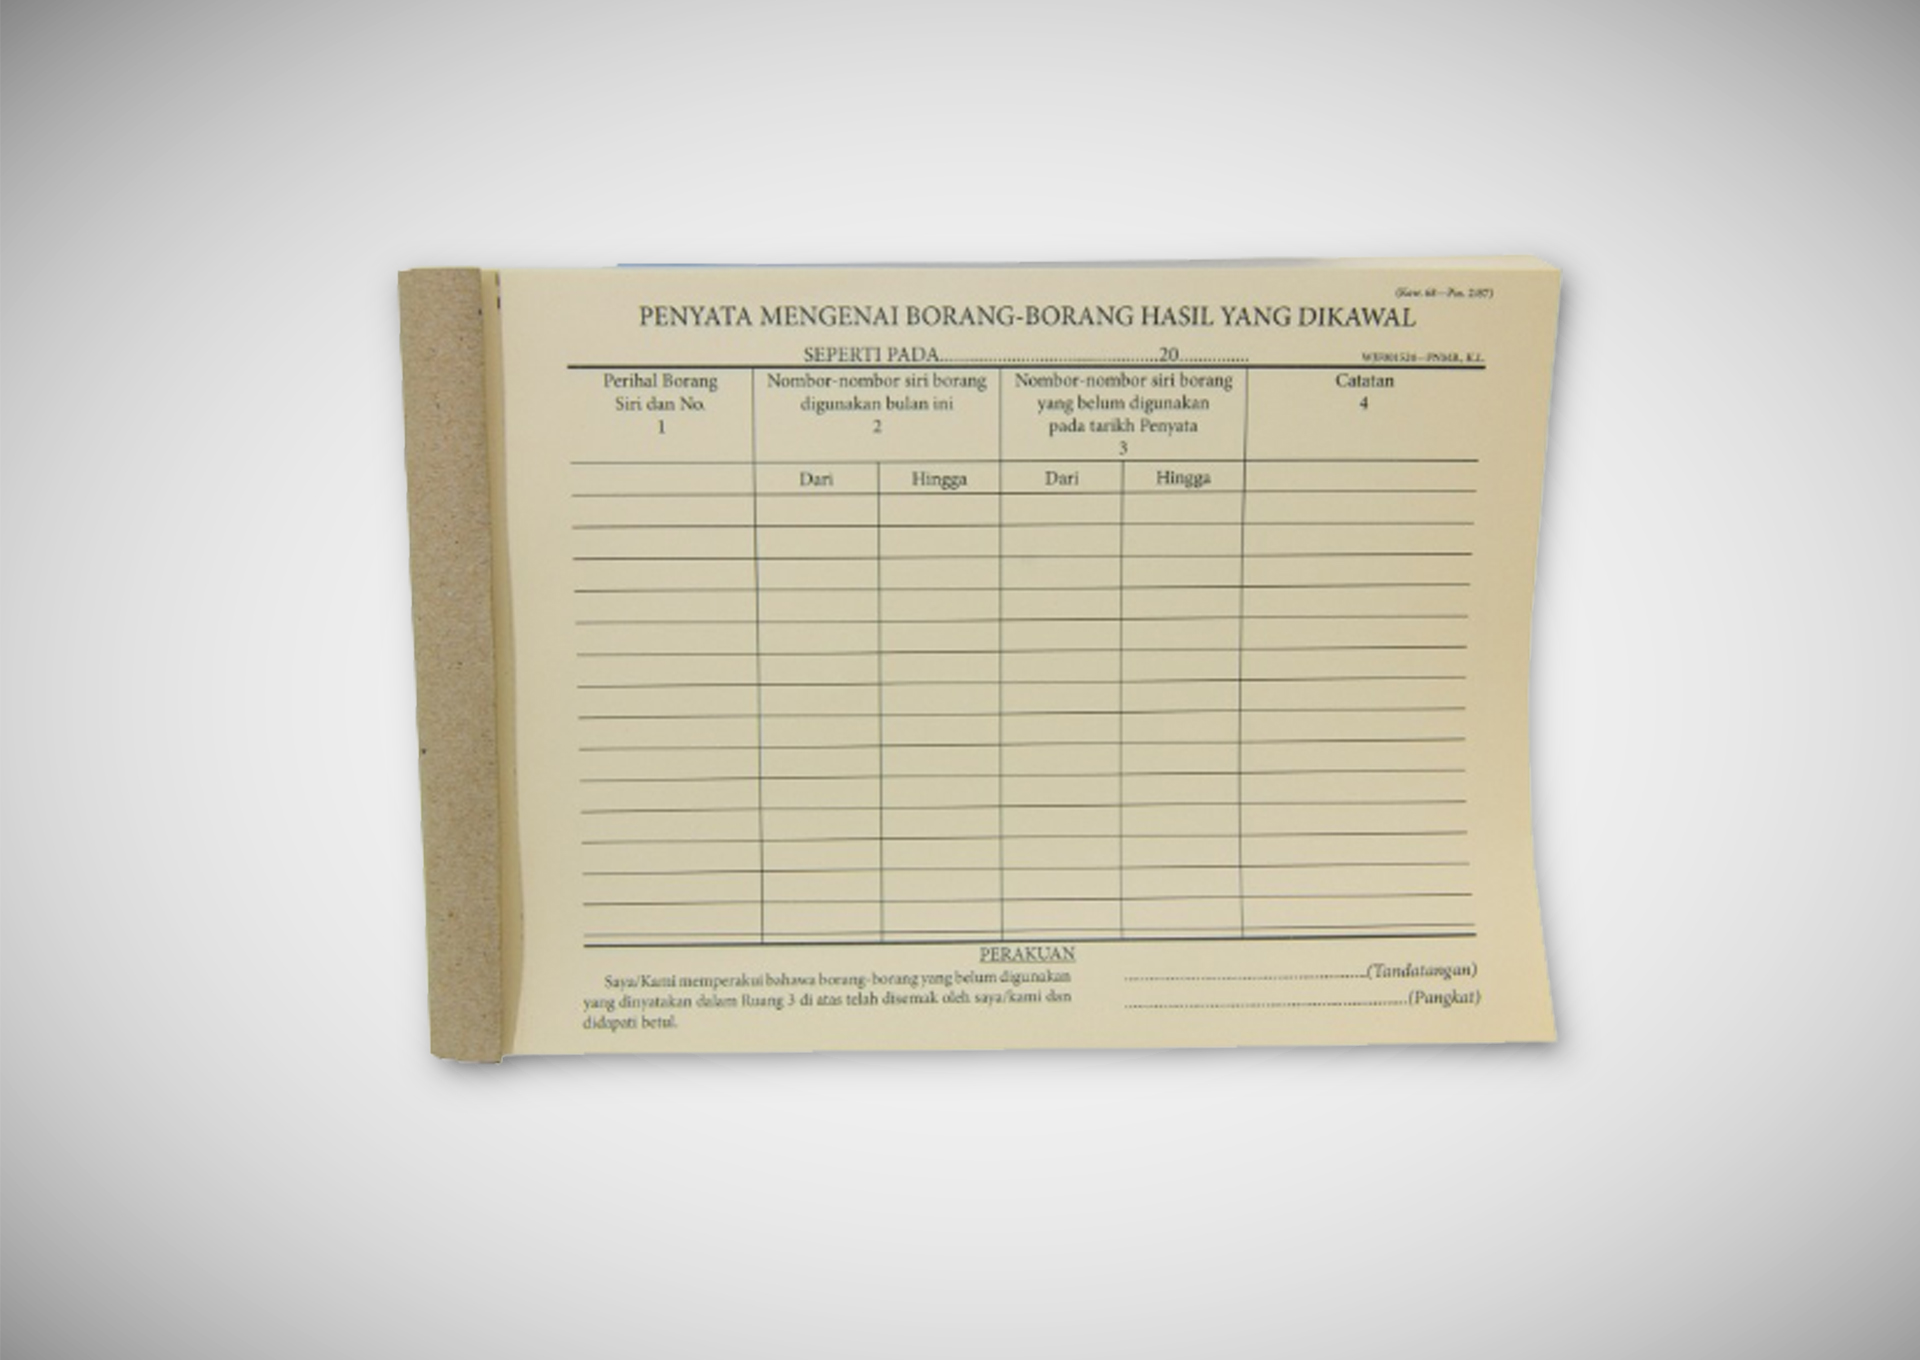 (Kew. 68—Pin. 2/87)
PENYATA MENGENAI BORANG-BORANG HASIL YANG DIKAWAL
SEPERTI PADA........................................................20..................
PNMB, K.L.
Perihal Borang
Siri dan No.
1
Nombor-nombor siri borang
digunakan bulan ini
2
Nombor-nombor siri borang
yang belum digunakan
pada tarikh Penyata
3
Catatan
4
Dari Hingga Dari Hingga
PERAKUAN
Saya/Kami memperakui bahawa borang-borang yang belum digunakan
yang dinyatakan dalam Ruang 3 di atas telah disemak oleh saya/kami dan
didapati betul.
................................................................(Tandatangan)
..........................................................................(Pangkat)